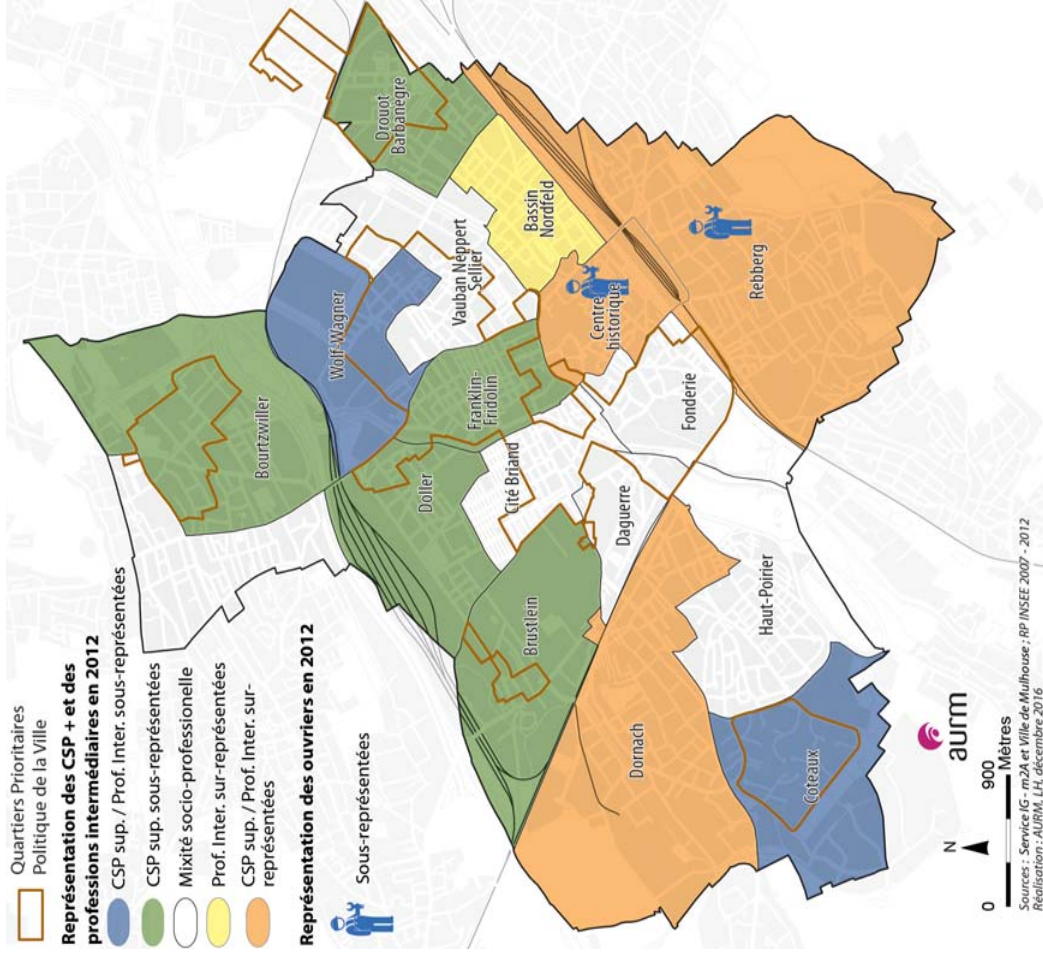 Quartiers Prioritaires
Politique de la Ville
Représentation des CSP + et des
professions intermédiaires en 2012
CSP sup. / Prof. Inter. sous-représentées
CSP sup. sous-représentées
Mixité socio-professionelle
Prof. Inter. sur-représentées
CSP sup. / Prof. Inter. sur-
représentées
Représentation des ouvriers en 2012
Sous-représentées
Bourtzwiller
Wolf-Wagner
Drouot
Barbanègre
Vauban Neppert
Sellier
Bassin
Nordfeld
Franklin-
Fridolin
Doller
Cité Briand
Brustlein
Daguerre
Centre
historique
Fonderie
Rebberg
Dornach
Haut-Poirier
Coteaux
N
0
900
Mètres
aurm
Sources : Service IG - m2A et Ville de Mulhouse ; RP INSEE 2007 - 2012
Réalisation : AURM, LH, décembre 2016